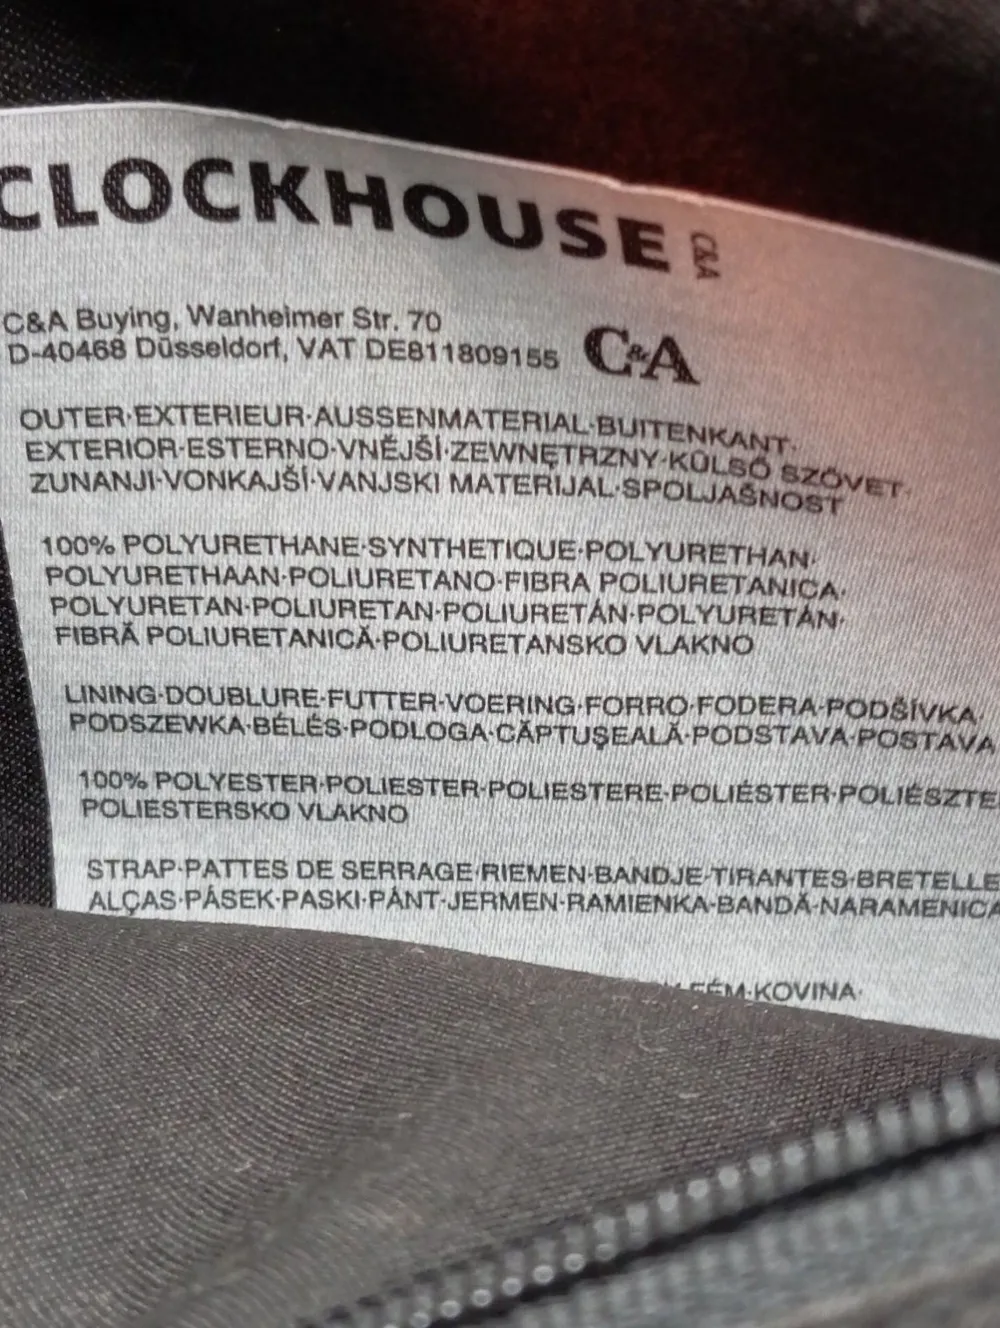 CLOCKHOUSE C&A
C&A Buying, Wanheimer Str. 70
D-40468 Düsseldorf, VAT DE811809155
C&A
OUTER·EXTERIEUR·AUSSENMATERIAL·BUITENKANT·
EXTERIOR·ESTERNO·VNĚJŠÍ·ZEWNĘTRZNY·KÜLSŐ SZÖVET·
ZUNANJI·VONKAJŠÍ·VANJSKI MATERIJAL·SPOLJAŠNOST
100% POLYURETHANE·SYNTHETIQUE·POLYURETHAN·
POLYURETHAAN·POLIURETANO·FIBRA POLIURETANICA·
POLYURETAN·POLIURETAN·POLIURETÁN·POLYURETÁN·
FIBRĂ POLIURETANICĂ·POLIURETANSKO VLAKNO
LINING·DOUBLURE·FUTTER·VOERING·FORRO·FODERA·PODŠÍVKA·
PODSZEWKA·BÉLÉS·PODLOGA·CĂPTUŞEALĂ·PODSTAVA·POSTAVA
100% POLYESTER·POLIESTER·POLIESTERE·POLIÉSTER·POLIÉSZTE
POLIESTERSKO VLAKNO
STRAP·PATTES DE SERRAGE·RIEMEN·BANDJE·TIRANTES·BRETELLE
ALÇAS·PÁSEK·PASKI·PÁNT·JERMEN·RAMIENKA·BANDĂ·NARAMENICA
FÉM·KOVINA·